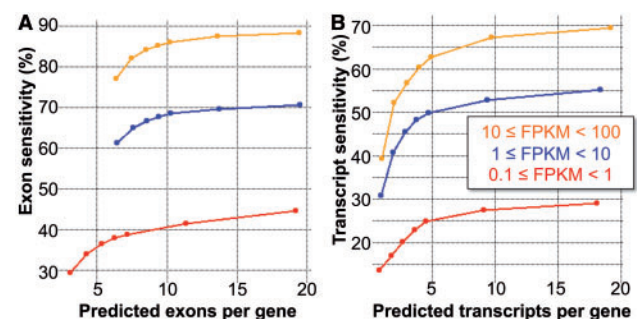 A
B
Exon sensitivity (%)
90
80
70
60
50
40
30
5
10
15
20
Predicted exons per gene
Transcript sensitivity (%)
70
60
50
40
30
20
5
10
15
20
Predicted transcripts per gene
10 ≤ FPKM < 100
1 ≤ FPKM < 10
0.1 ≤ FPKM < 1